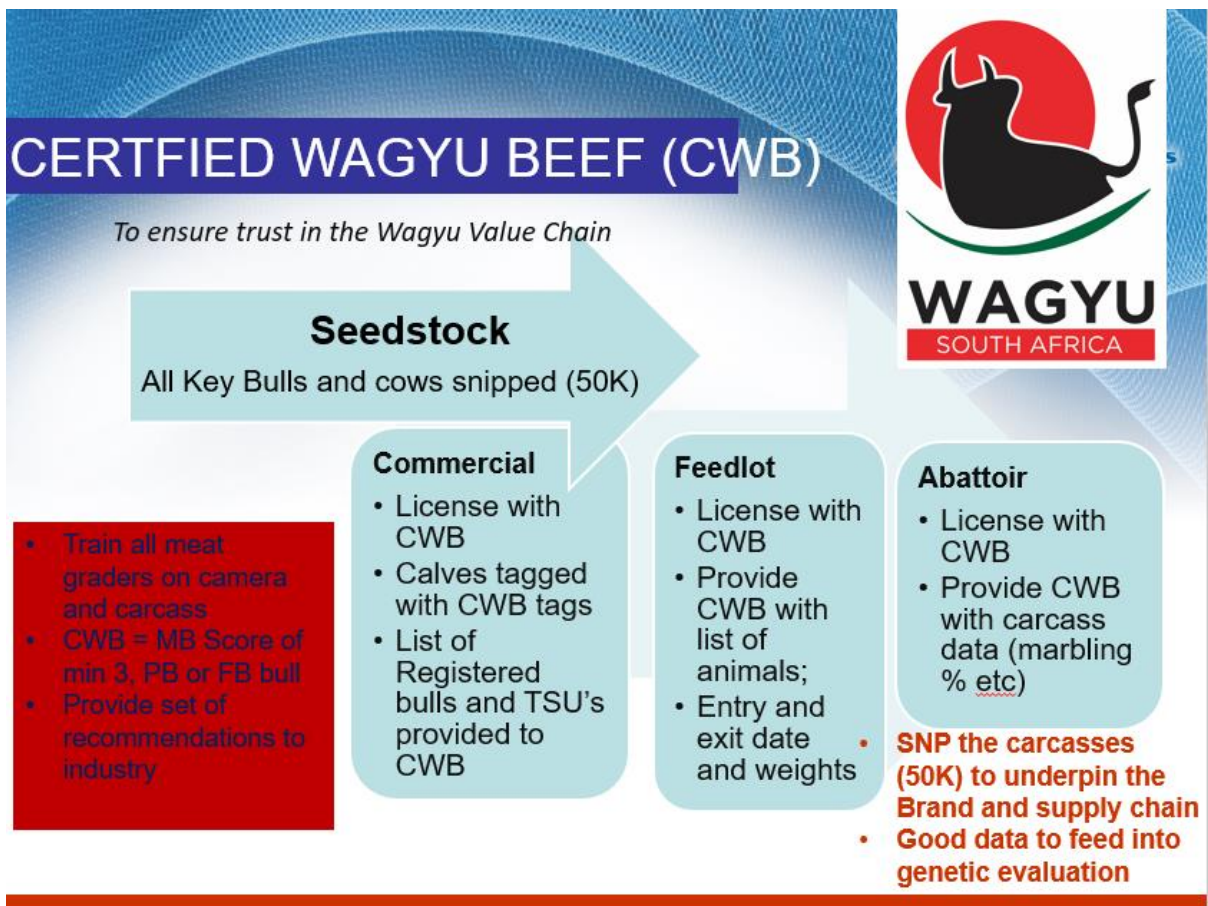 CERTFIED WAGYU BEEF (CWB)
To ensure trust in the Wagyu Value Chain
WAGYU
SOUTH AFRICA
Seedstock
All Key Bulls and cows snipped (50K)
• Train all meat
graders on camera
and carcass
• CWB = MB Score of
min 3, PB or FB bull
• Provide set of
recommendations to
industry
Commercial
• License with
CWB
• Calves tagged
with CWB tags
• List of
Registered
bulls and TSU's
provided to
CWB
Feedlot
• License with
CWB
• Provide
CWB with
list of
animals;
• Entry and
exit date
and weights
Abattoir
• License with
CWB
• Provide CWB
with carcass
data (marbling
% etc)
• SNP the carcasses
(50K) to underpin the
Brand and supply chain
• Good data to feed into
genetic evaluation